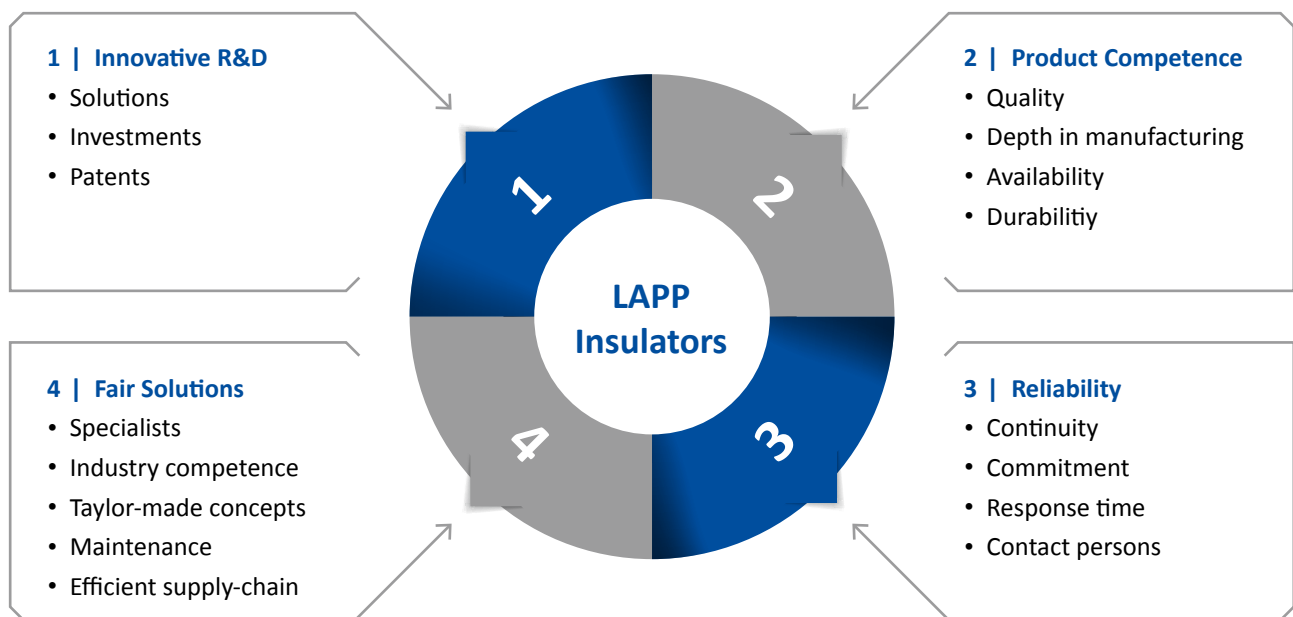 1 | Innovative R&D
• Solutions
• Investments
• Patents
2 | Product Competence
• Quality
• Depth in manufacturing
• Availability
• Durabilitiy
1
2
LAPP
Insulators
4
3
4 | Fair Solutions
• Specialists
• Industry competence
• Taylor-made concepts
• Maintenance
• Efficient supply-chain
3 | Reliability
• Continuity
• Commitment
• Response time
• Contact persons